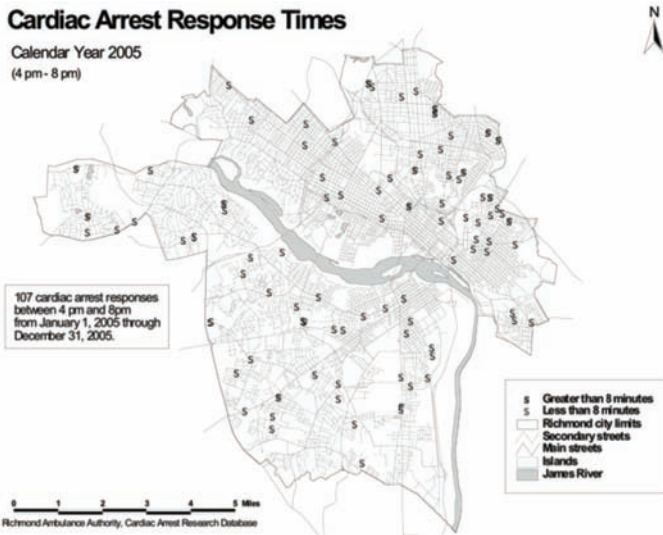 Cardiac Arrest Response Times
Calendar Year 2005
(4 pm - 8 pm)
N
107 cardiac arrest responses
between 4 pm and 8pm
from January 1, 2005 through
December 31, 2005.
S Greater than 8 minutes
S Less than 8 minutes
Richmond city limits
Secondary streets
Main streets
Islands
James River
0 1 2 3 4 5 Miles
Richmond Ambulance Authority, Cardiac Arrest Research Database